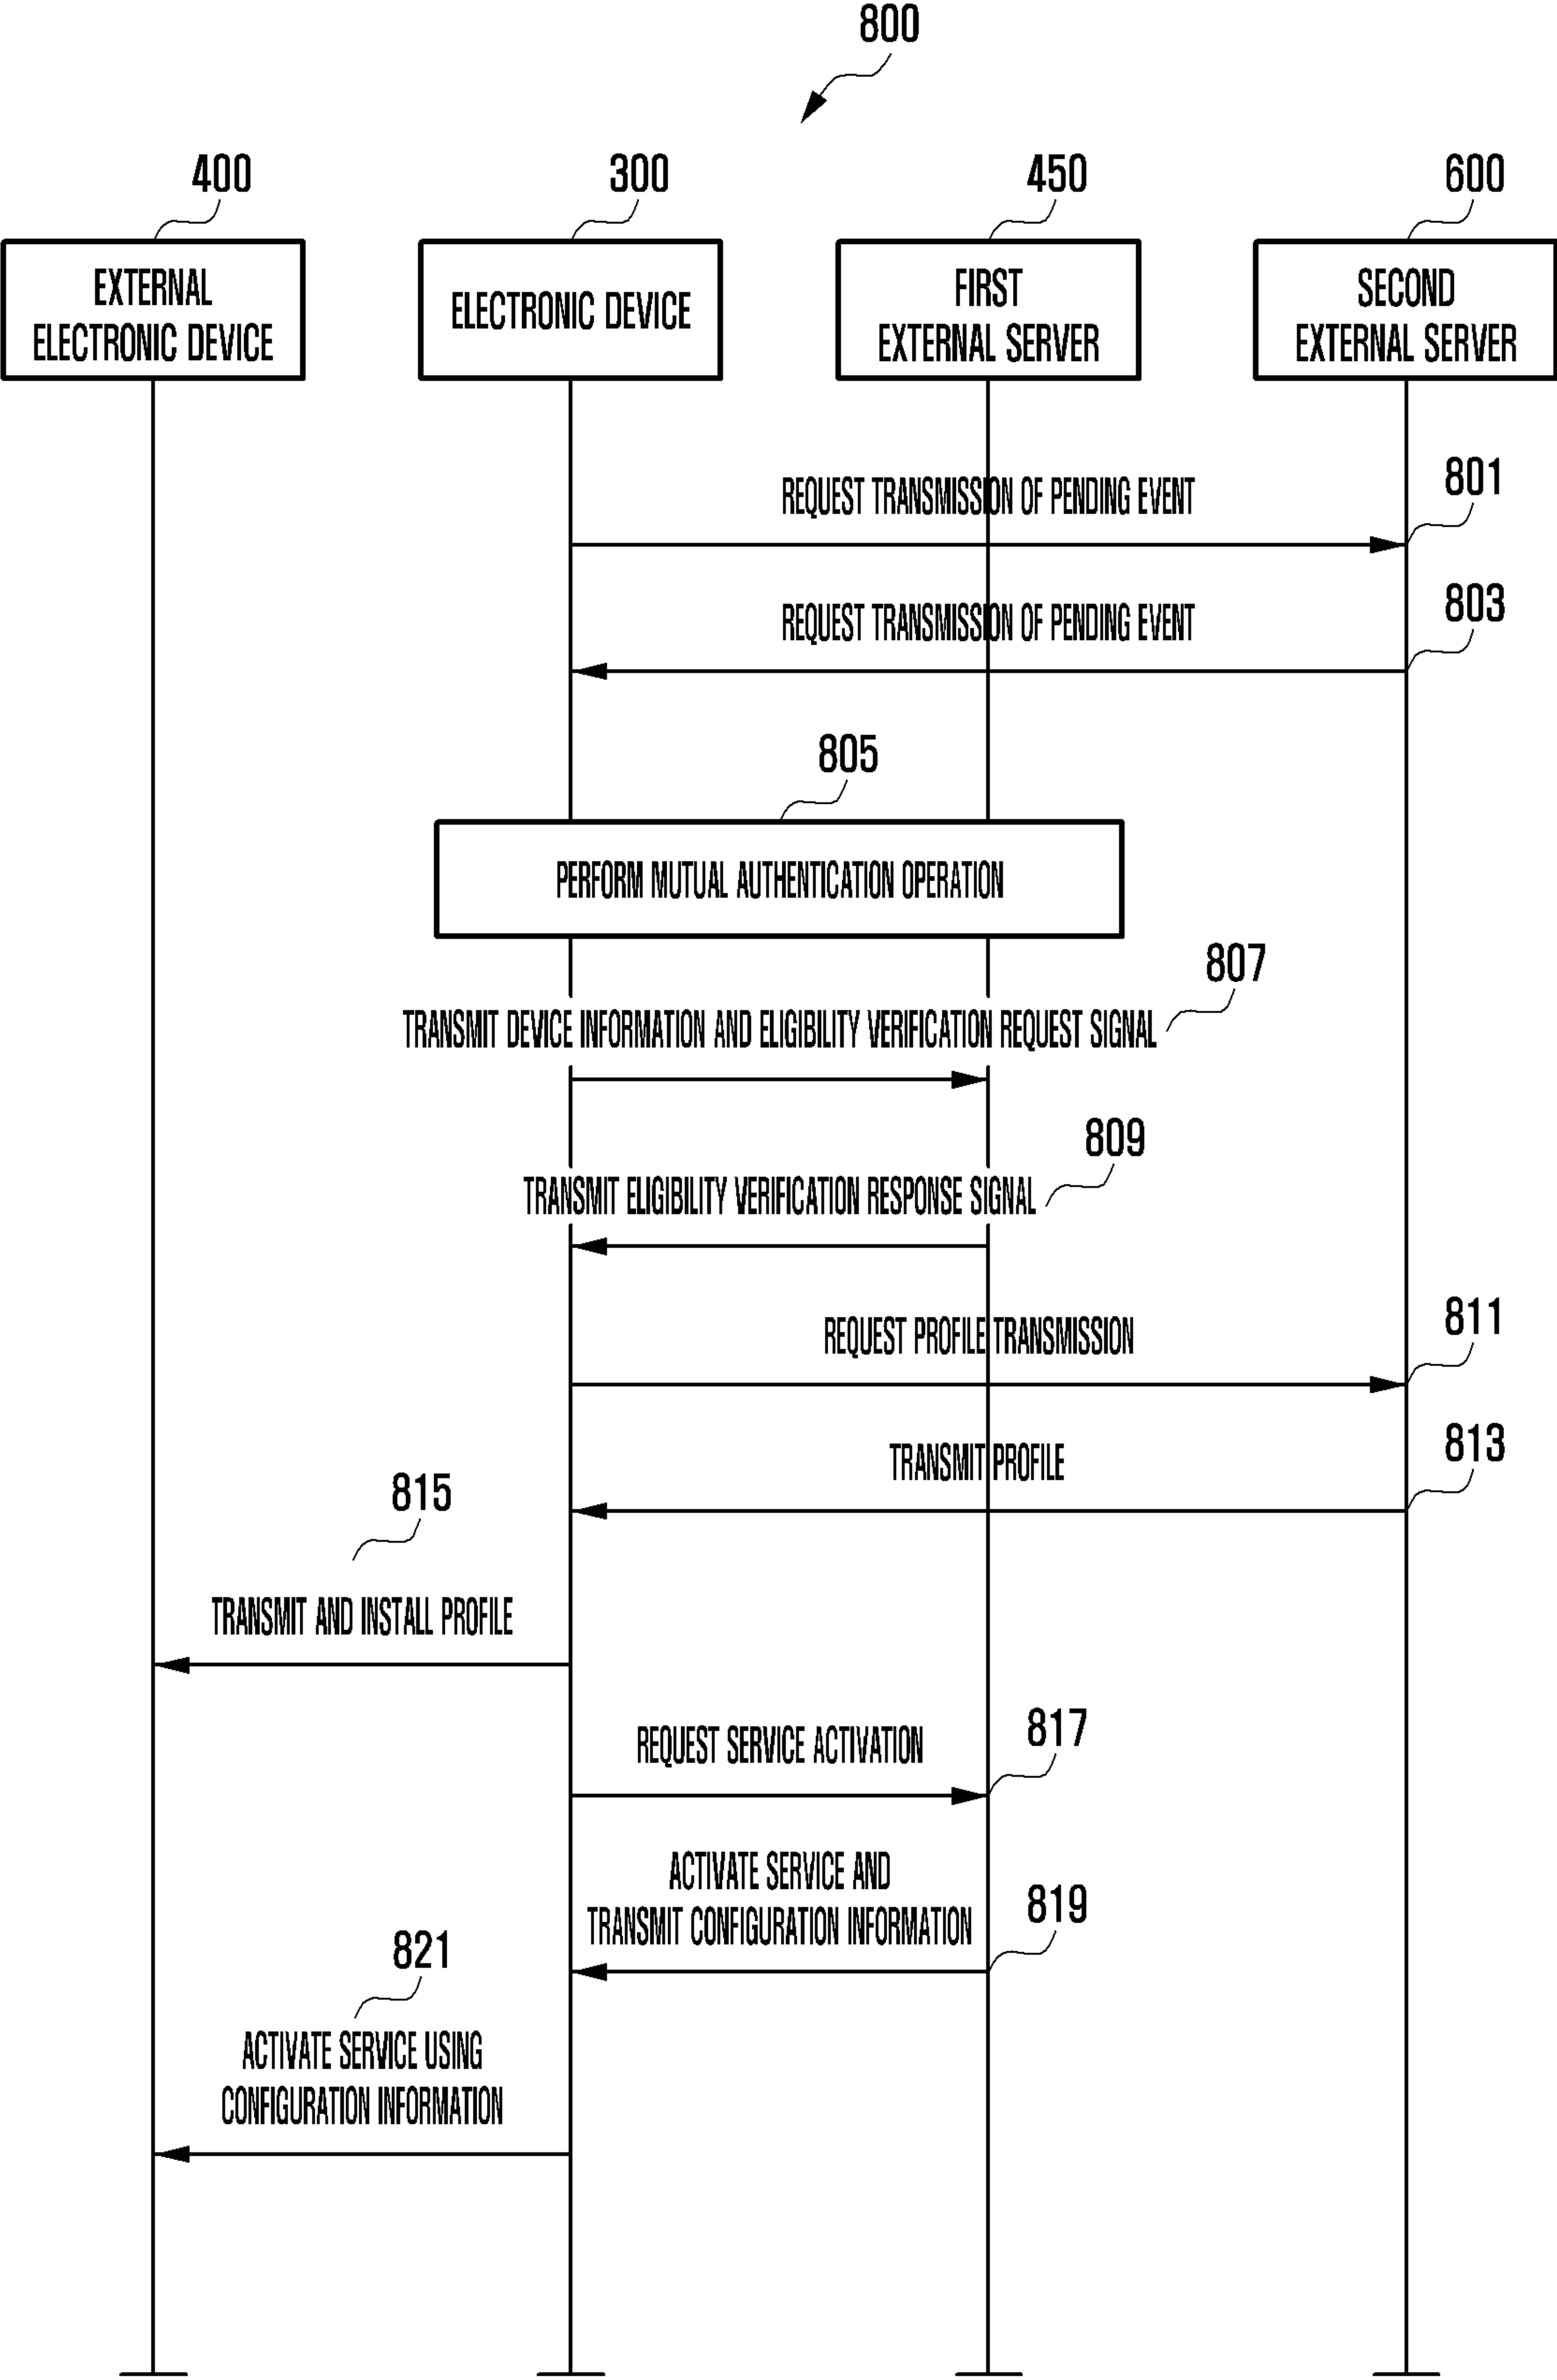 800
400
300
450
600
EXTERNAL
ELECTRONIC DEVICE
ELECTRONIC DEVICE
FIRST
EXTERNAL SERVER
SECOND
EXTERNAL SERVER
REQUEST TRANSMISSION OF PENDING EVENT
801
REQUEST TRANSMISSION OF PENDING EVENT
803
805
PERFORM MUTUAL AUTHENTICATION OPERATION
807
TRANSMIT DEVICE INFORMATION AND ELIGIBILITY VERIFICATION REQUEST SIGNAL
809
TRANSMIT ELIGIBILITY VERIFICATION RESPONSE SIGNAL
REQUEST PROFILE TRANSMISSION
811
TRANSMIT PROFILE
813
815
TRANSMIT AND INSTALL PROFILE
REQUEST SERVICE ACTIVATION
817
ACTIVATE SERVICE AND
TRANSMIT CONFIGURATION INFORMATION
819
821
ACTIVATE SERVICE USING
CONFIGURATION INFORMATION